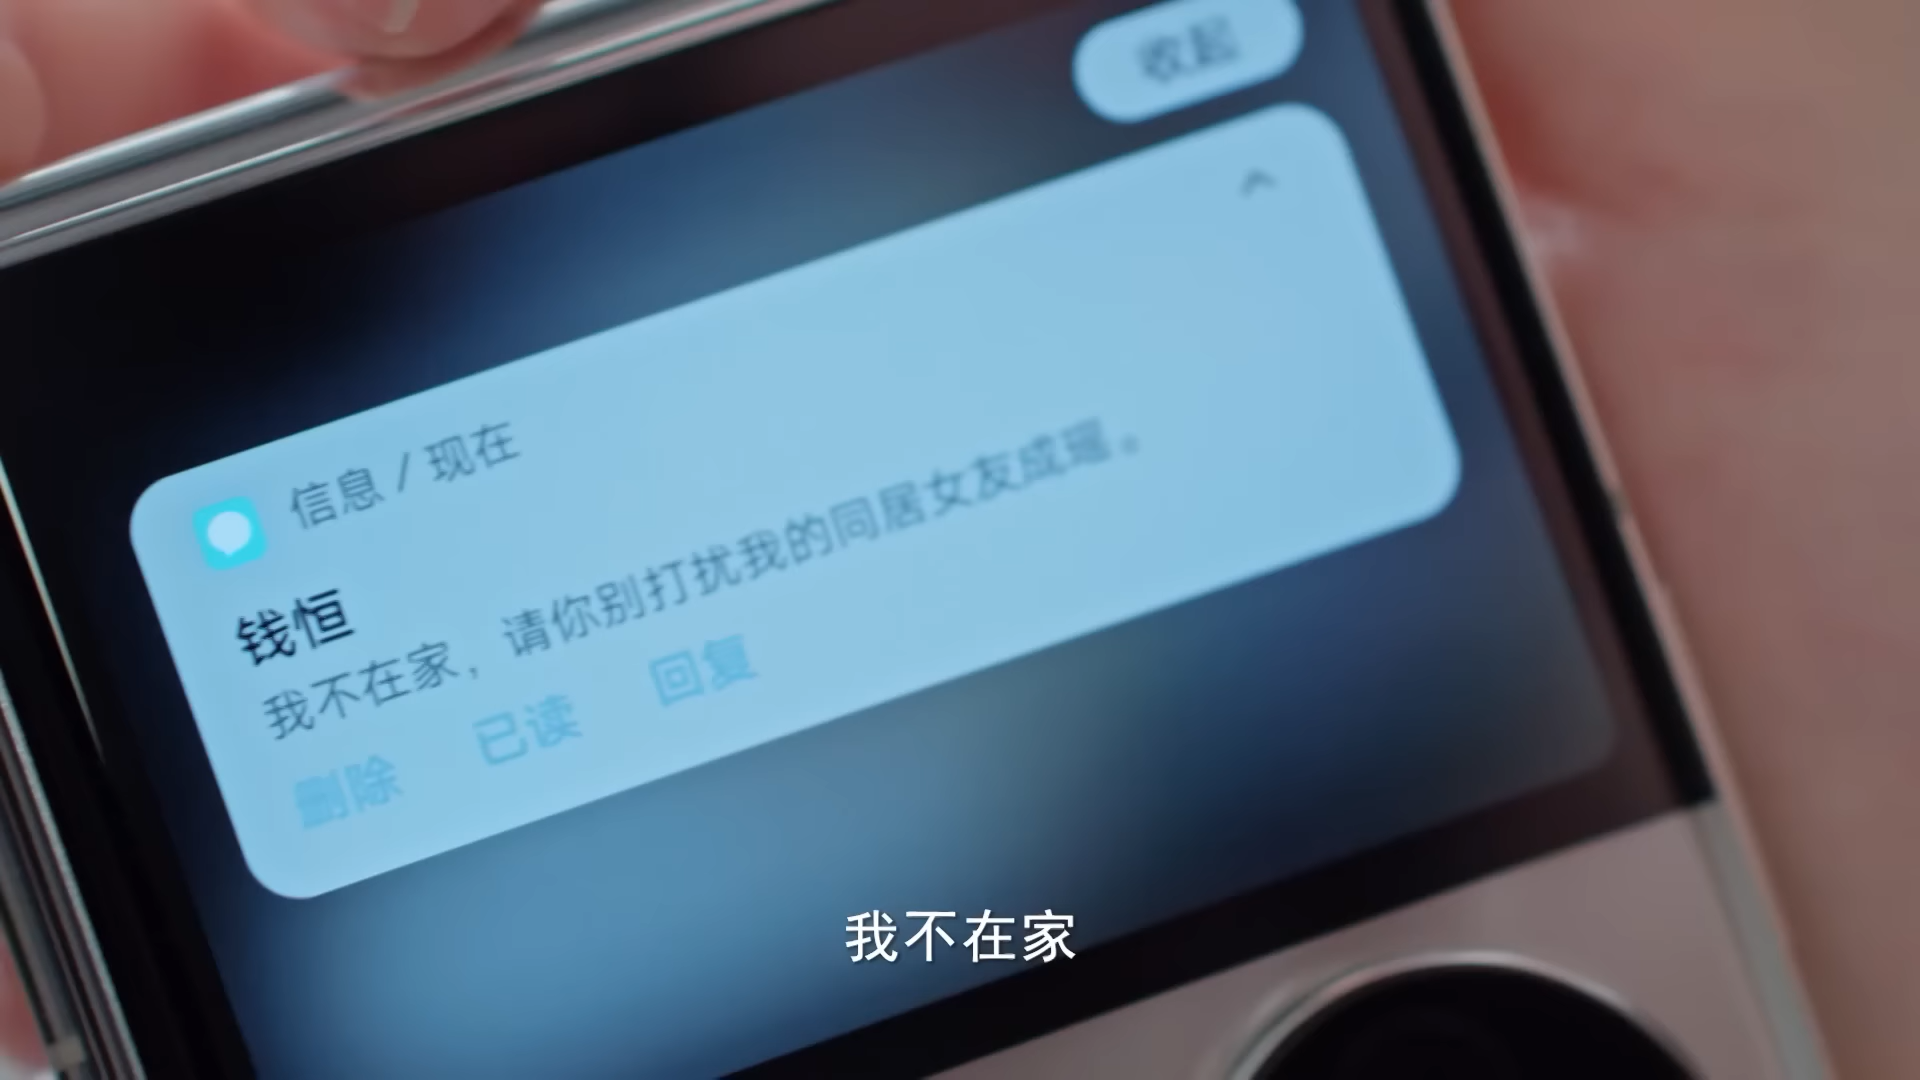 收起
信息 / 现在
钱恒
我不在家，请你别打扰我的同居女友成瑶。
删除 已读 回复
我不在家